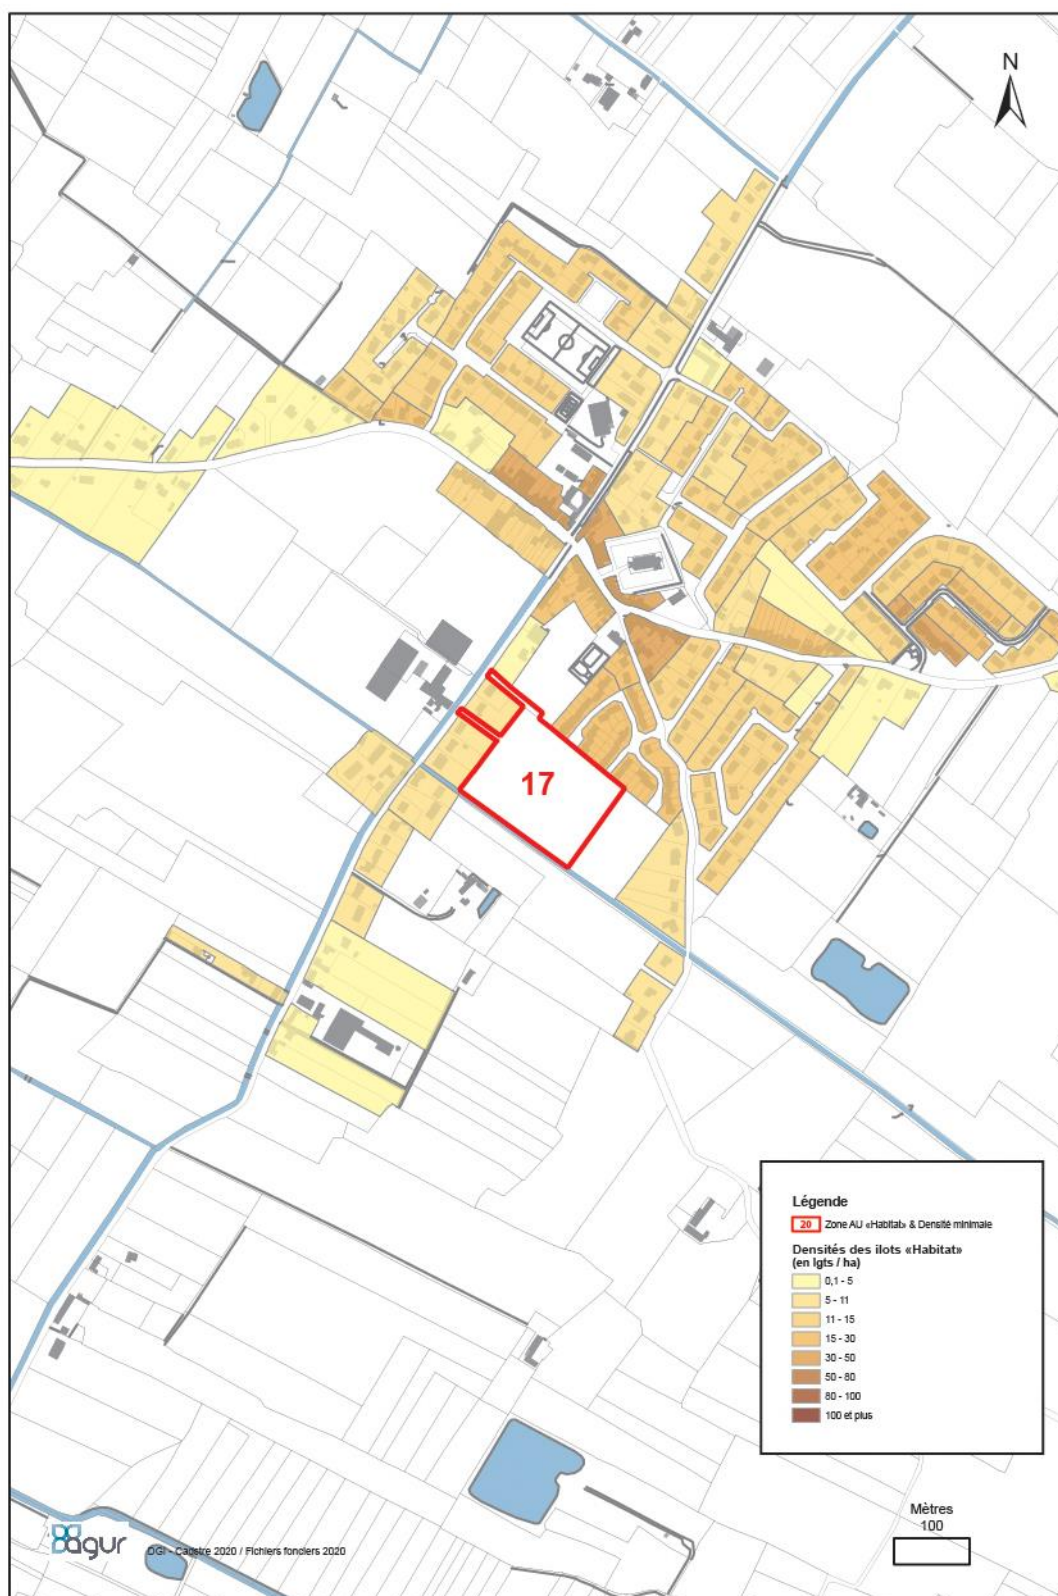 N
17
Légende
20 Zone AU «Habitat» & Densité minimale
Densités des ilots «Habitat»
(en lgts / ha)
0,1 - 5
5 - 11
11 - 15
15 - 30
30 - 50
50 - 80
80 - 100
100 et plus
Mètres
100
agur
DGI - Cadstre 2020 / Fichiers fonciers 2020